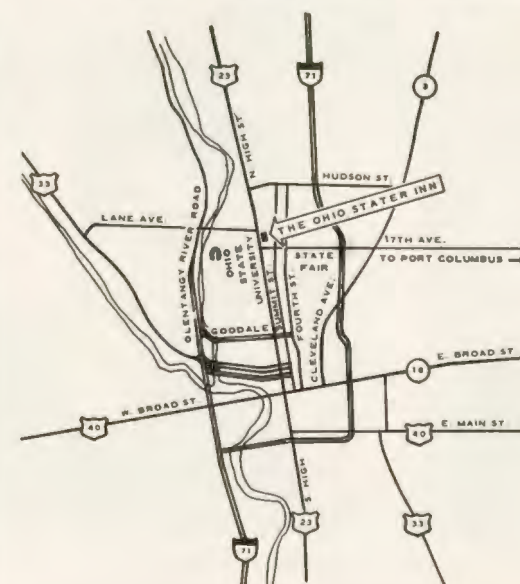 23
71
3
N. HIGH ST.
HUDSON ST.
33
THE OHIO STATER INN
OLENTANGY RIVER ROAD
LANE AVE.
17TH AVE.
OHIO
STATE
UNIVERSITY
STATE
FAIR
TO PORT COLUMBUS
SUMMIT ST.
FOURTH ST.
CLEVELAND AVE.
GOODALE
E. BROAD ST.
16
W. BROAD ST.
40
E. MAIN ST.
40
S. HIGH
23
33
71